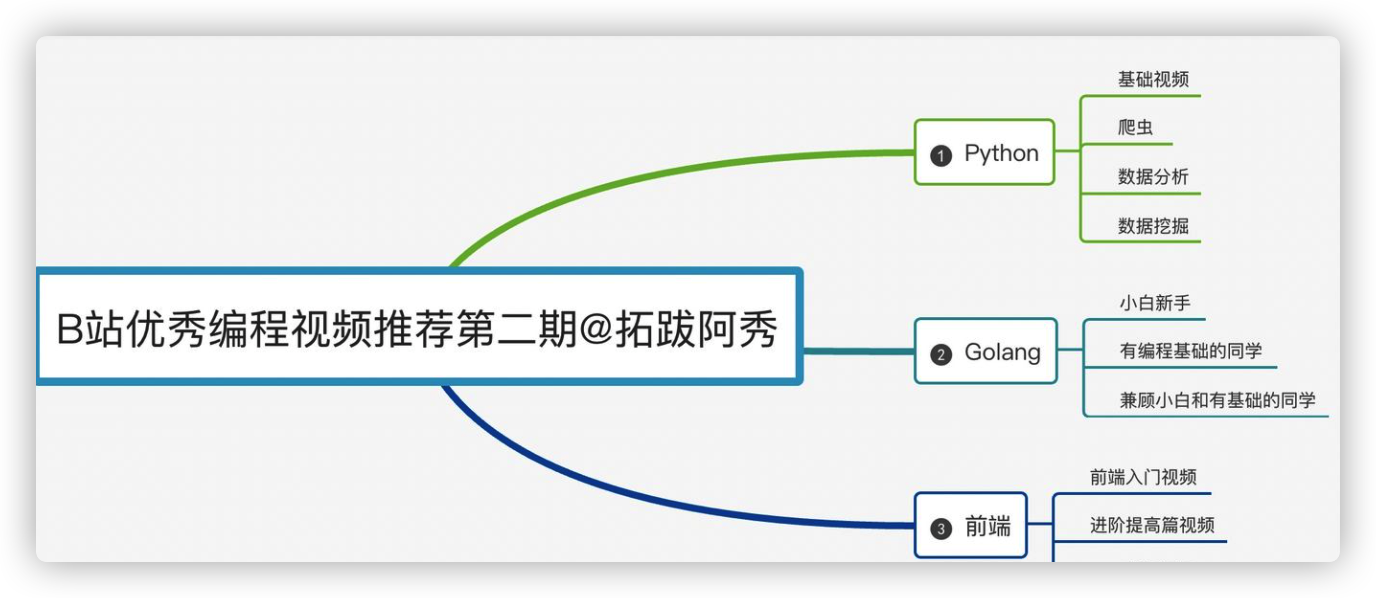 B站优秀编程视频推荐第二期@拓跋阿秀
1 Python
基础视频
爬虫
数据分析
数据挖掘
2 Golang
小白新手
有编程基础的同学
兼顾小白和有基础的同学
3 前端
前端入门视频
进阶提高篇视频